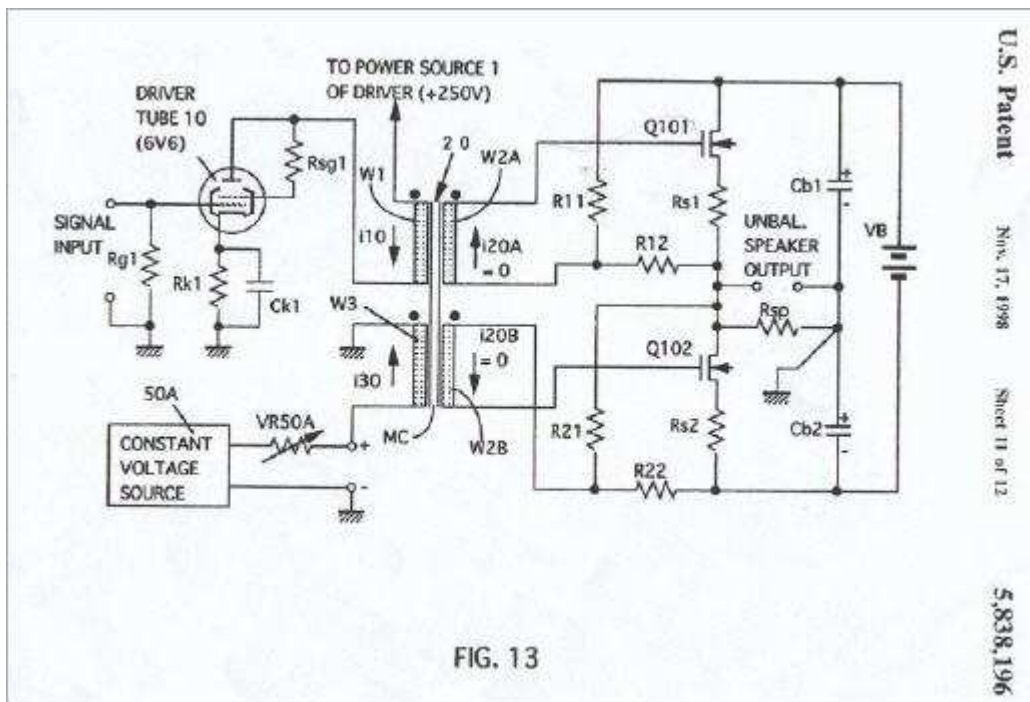 TO POWER SOURCE 1
OF DRIVER (+250V)
DRIVER
TUBE 10
(6V6)
Rsg1
W1
20
W2A
Q101
SIGNAL
INPUT
Rg1
Rk1
Ck1
i10
i20A
=0
R11
R12
Rs1
Cb1
+
-
VB
UNBAL.
SPEAKER
OUTPUT
Rsp
W3
i30
i20B
=0
Q102
50A
CONSTANT
VOLTAGE
SOURCE
VR50A
+
-
MC
W2B
R21
R22
Rs2
Cb2
+
-
FIG. 13
U.S. Patent
Nov. 17, 1998
Sheet 11 of 12
5,838,196